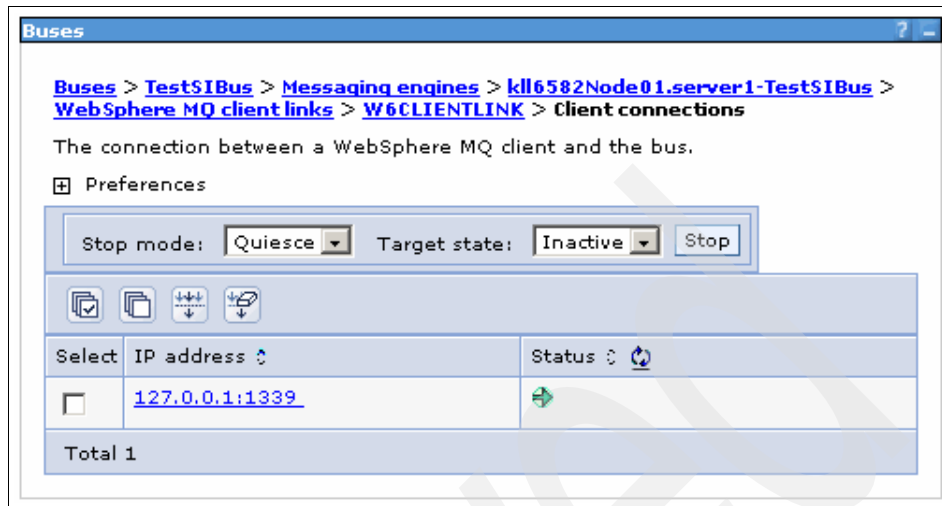 Buses ? –
Buses > TestSIBus > Messaging engines > kll6582Node01.server1-TestSIBus >
WebSphere MQ client links > W6CLIENTLINK > Client connections
The connection between a WebSphere MQ client and the bus.
Preferences
Stop mode: Quiesce Target state: Inactive Stop
Select IP address Status
127.0.0.1:1339
Total 1